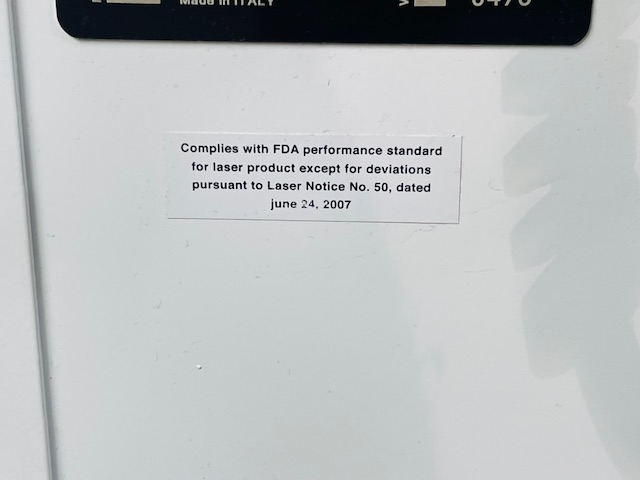 Made in ITALY
Complies with FDA performance standard
for laser product except for deviations
pursuant to Laser Notice No. 50, dated
june 24, 2007